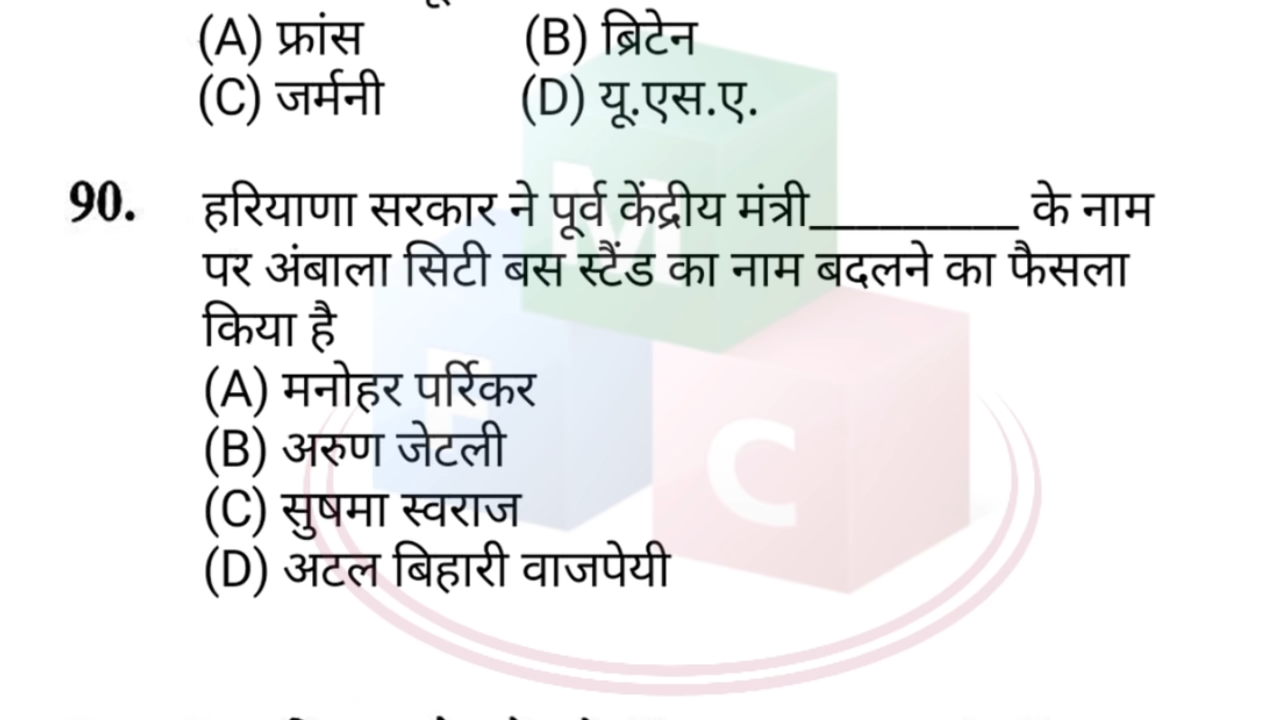 (A) फ्रांस (B) ब्रिटेन
(C) जर्मनी (D) यू.एस.ए.
90. हरियाणा सरकार ने पूर्व केंद्रीय मंत्री_________ के नाम
पर अंबाला सिटी बस स्टैंड का नाम बदलने का फैसला
किया है
(A) मनोहर पर्रिकर
(B) अरुण जेटली
(C) सुषमा स्वराज
(D) अटल बिहारी वाजपेयी
M
P
C